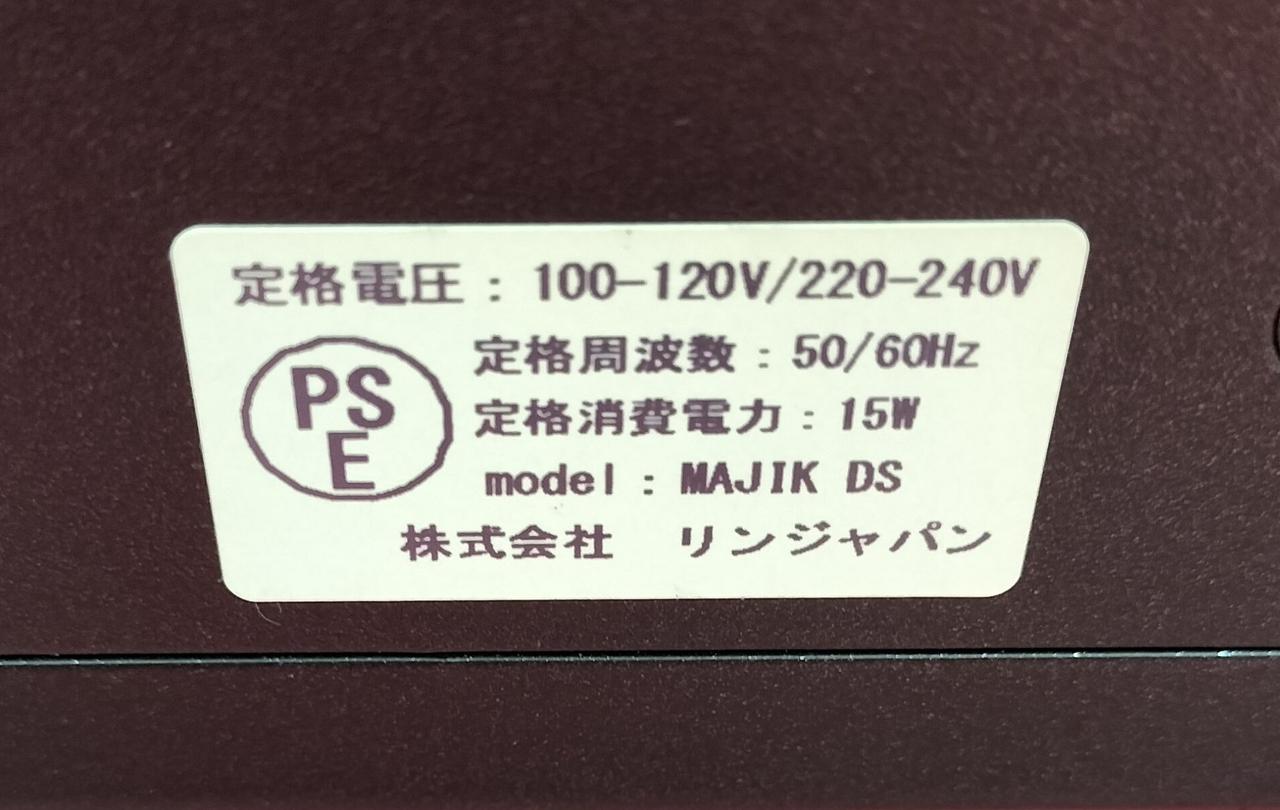 定格電圧：100-120V/220-240V
PS
E
定格周波数：50/60Hz
定格消費電力：15W
model：MAJIK DS
株式会社　リンジャパン